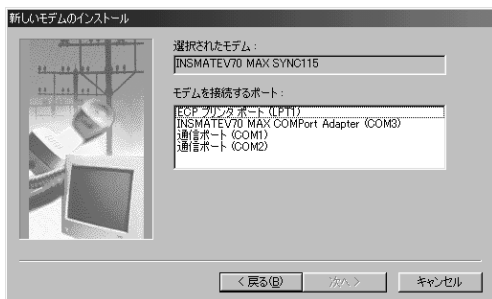 新しいモデムのインストール
選択されたモデム :
INSMATEV70 MAX SYNC115
モデムを接続するポート :
ECP プリンタ ポート (LPT1)
INSMATEV70 MAX COMPort Adapter (COM3)
通信ポート (COM1)
通信ポート (COM2)
< 戻る(B)
次へ >
キャンセル